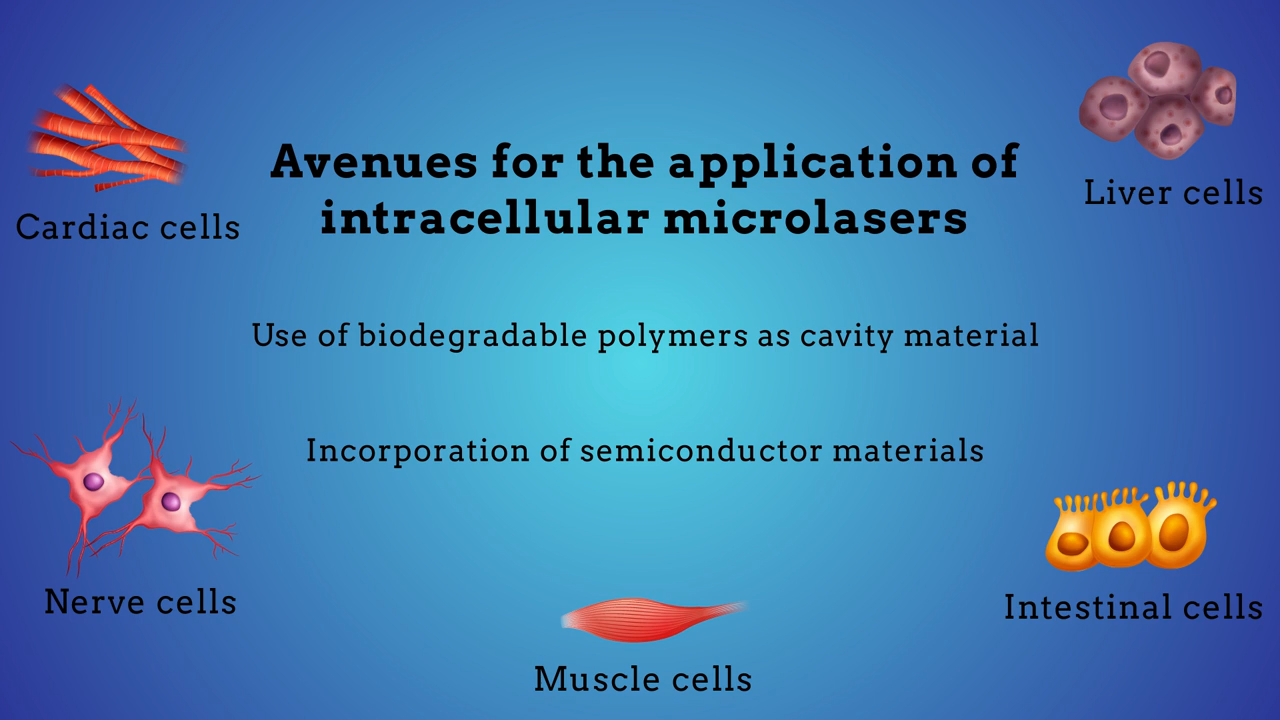 Avenues for the application of
intracellular microlasers
Cardiac cells
Liver cells
Use of biodegradable polymers as cavity material
Incorporation of semiconductor materials
Nerve cells
Intestinal cells
Muscle cells